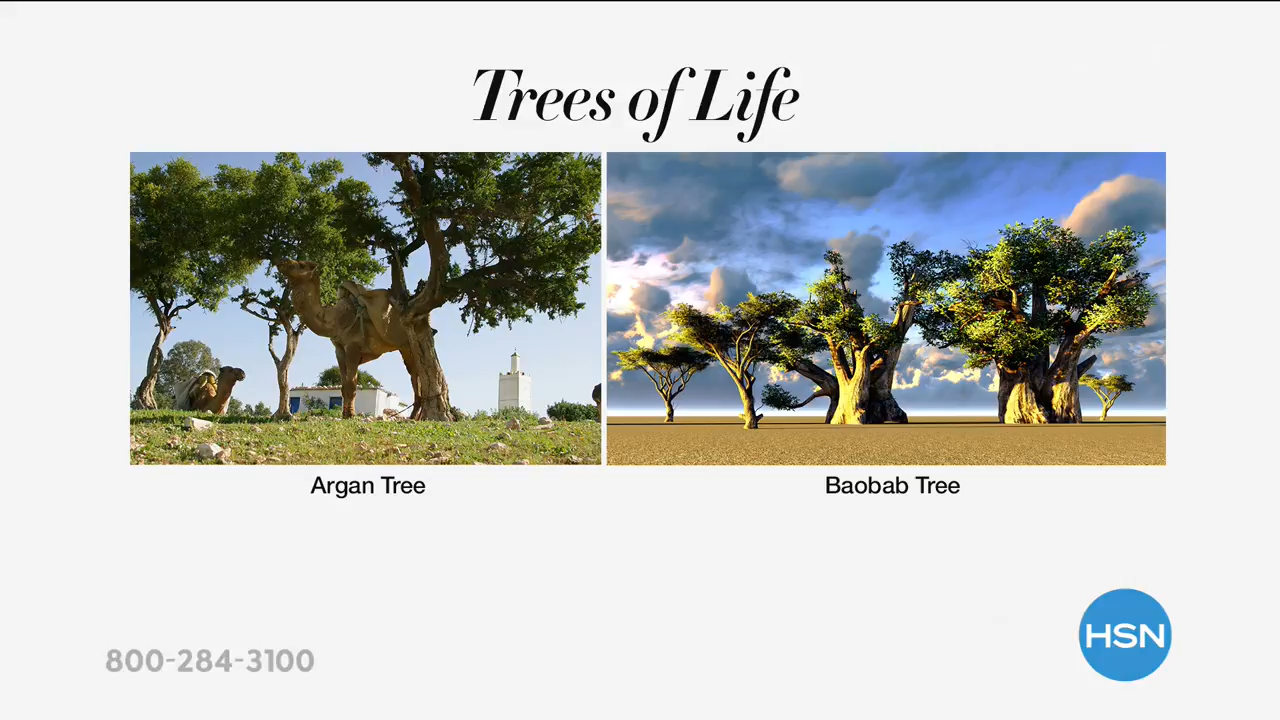 Trees of Life
Argan Tree
Baobab Tree
800-284-3100
HSN